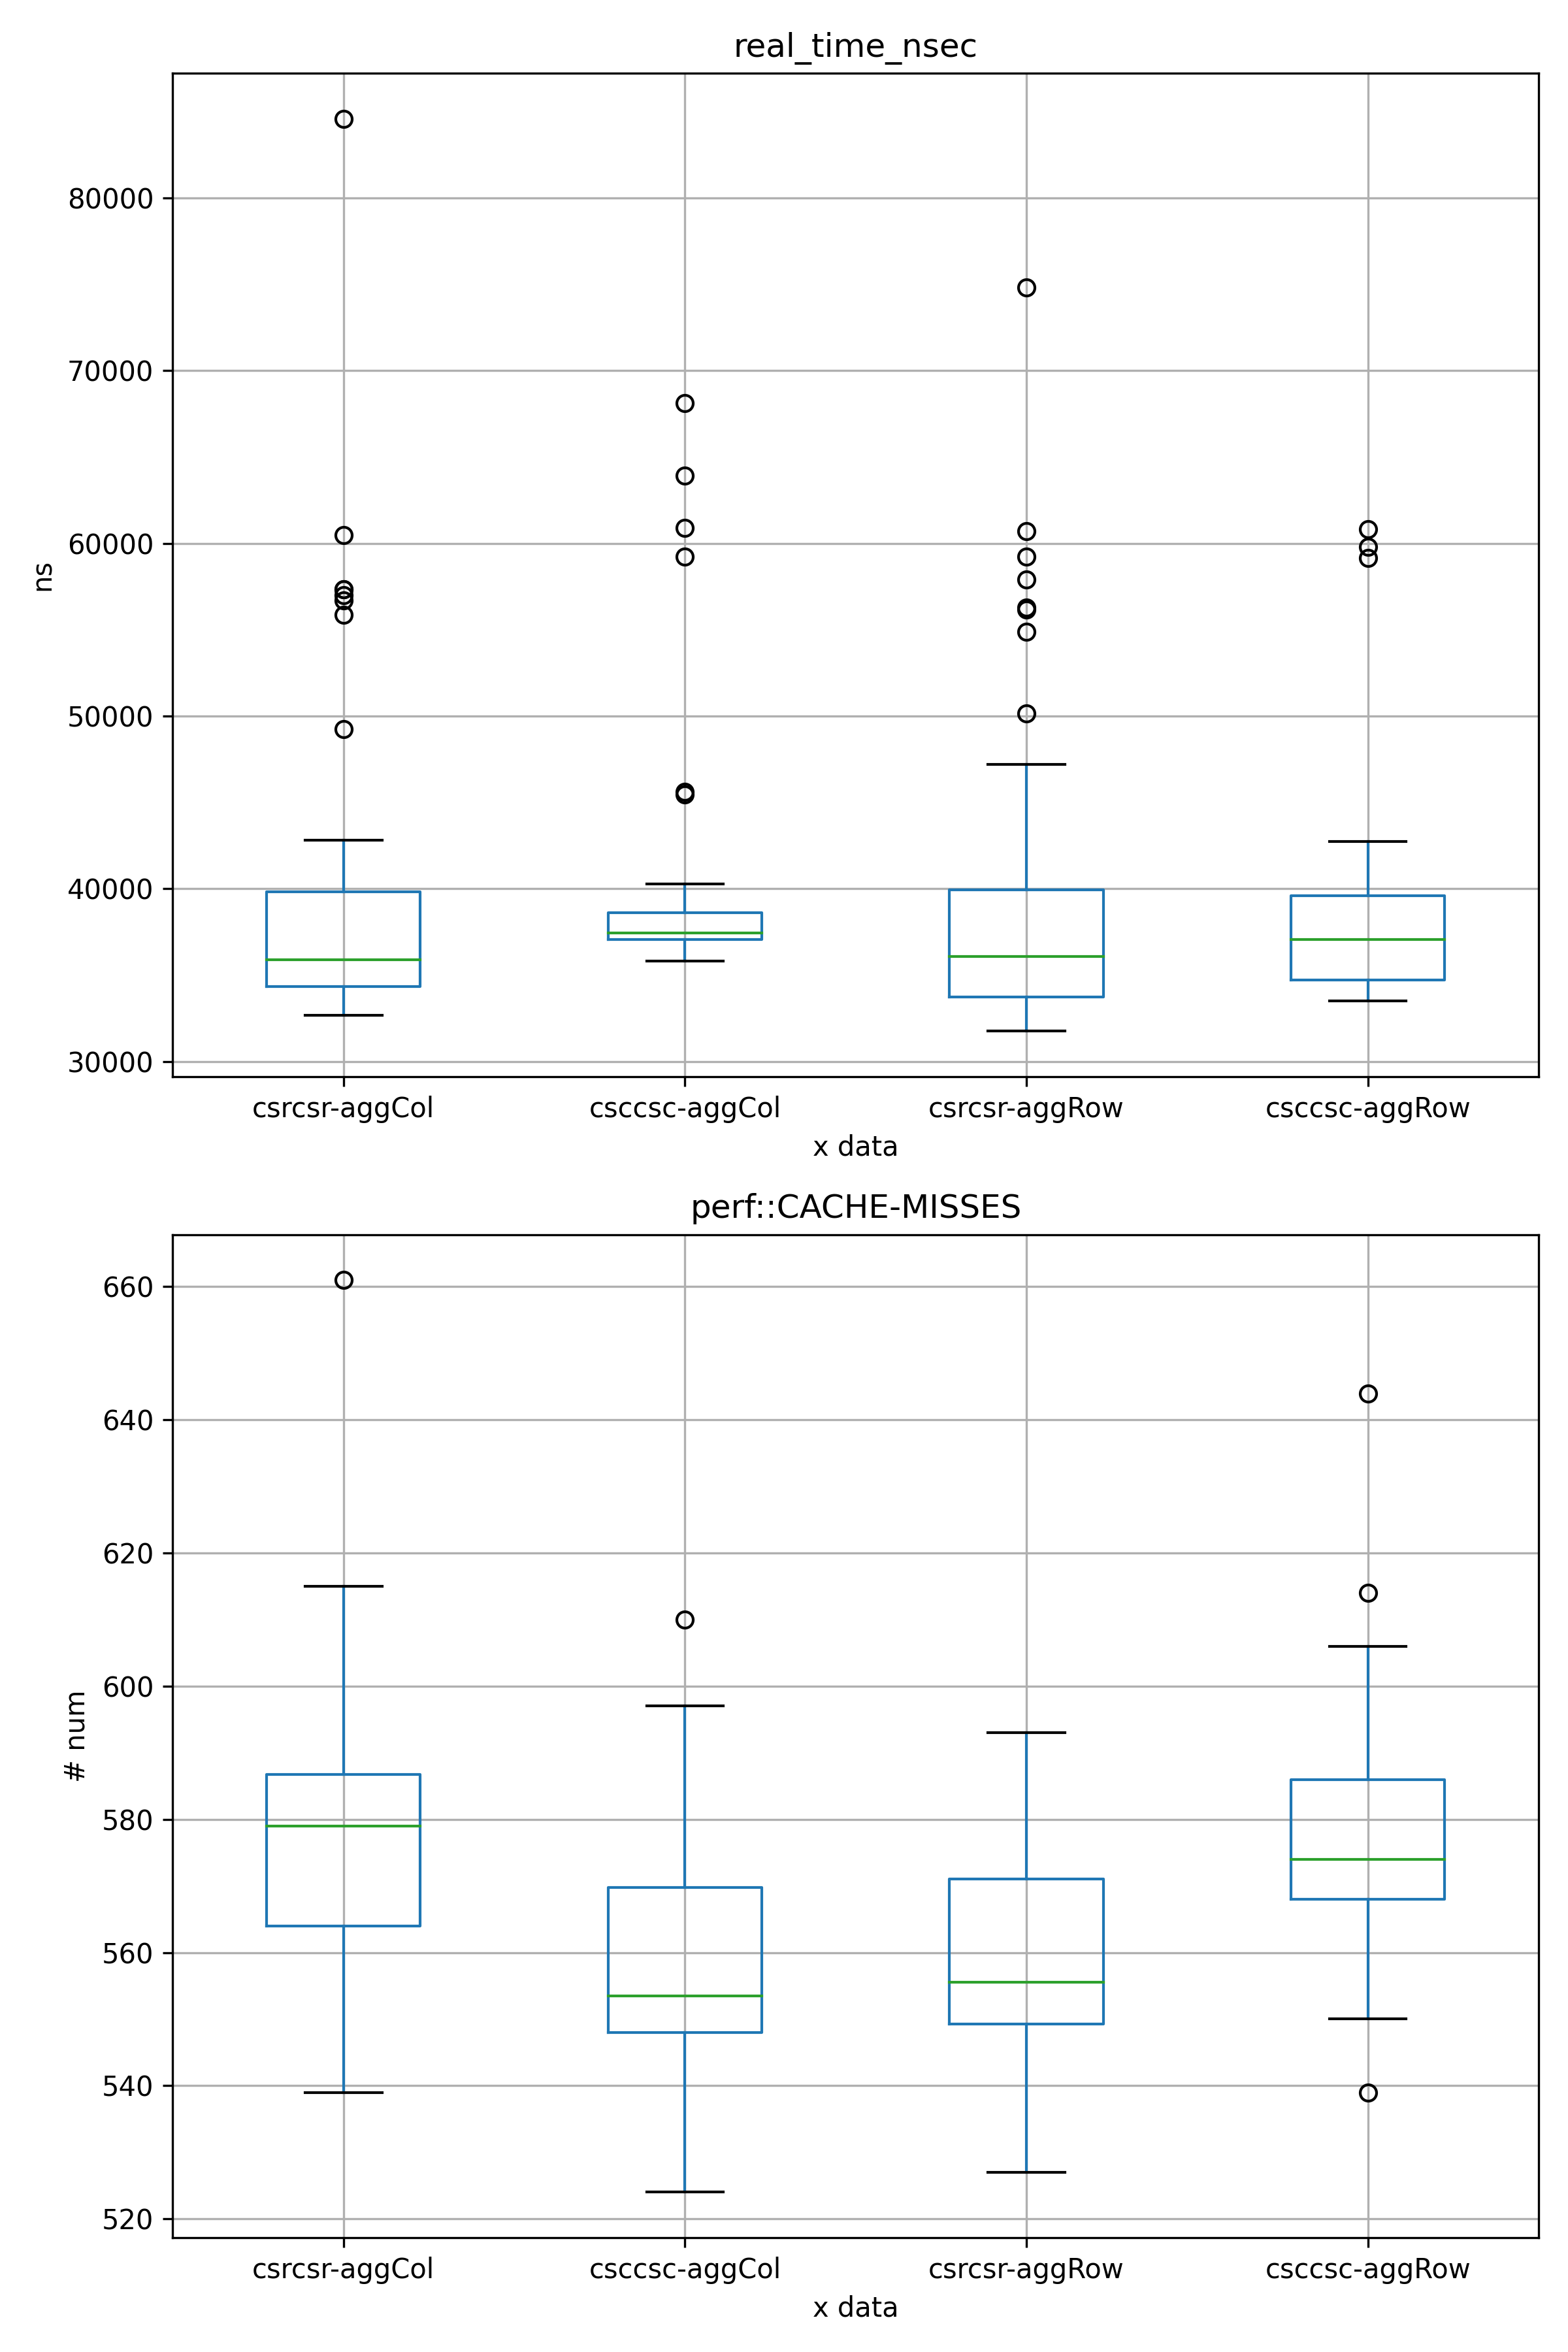 real_time_nsec
80000
70000
60000
50000
40000
30000
ns
csrcsr-aggCol
csccsc-aggCol
csrcsr-aggRow
csccsc-aggRow
x data
perf::CACHE-MISSES
660
640
620
600
580
560
540
520
# num
csrcsr-aggCol
csccsc-aggCol
csrcsr-aggRow
csccsc-aggRow
x data